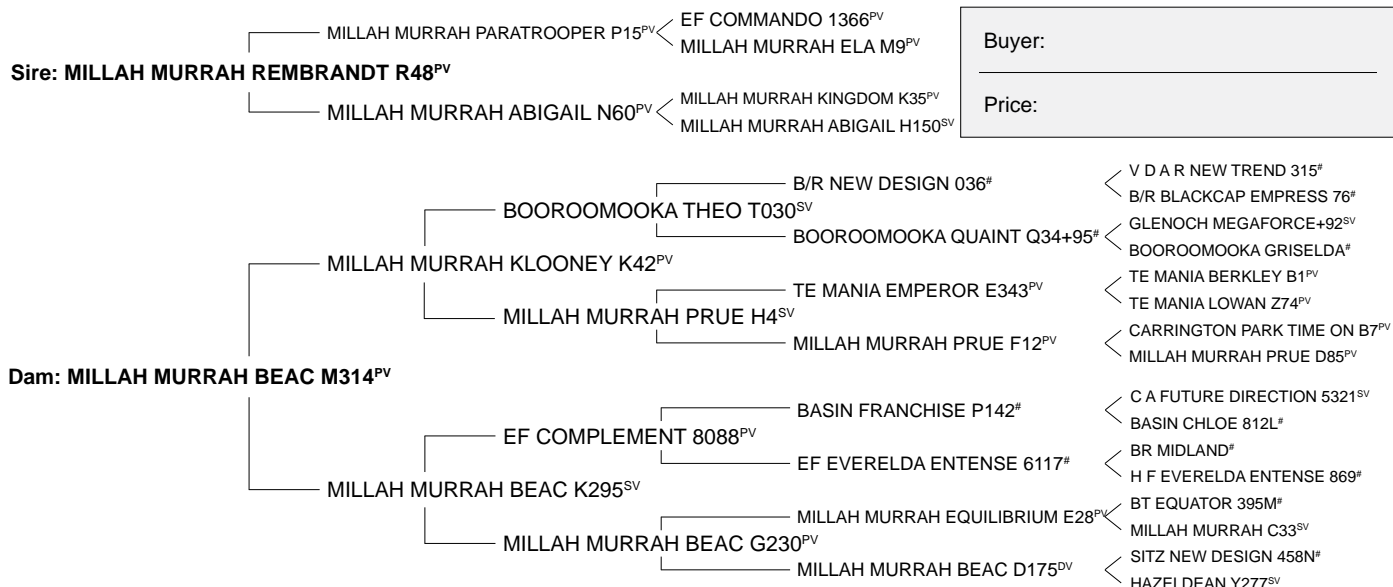 EF COMMANDO 1366PV
MILLAH MURRAH PARATROOPER P15PV
MILLAH MURRAH ELA M9PV
Sire: MILLAH MURRAH REMBRANDT R48PV
MILLAH MURRAH KINGDOM K35PV
MILLAH MURRAH ABIGAIL N60PV
MILLAH MURRAH ABIGAIL H150SV
Buyer:
Price:
V D A R NEW TREND 315#
B/R NEW DESIGN 036#
B/R BLACKCAP EMPRESS 76#
BOOROOMOOKA THEO T030SV
GLENOCH MEGAFORCE+92SV
BOOROOMOOKA QUAINT Q34+95#
BOOROOMOOKA GRISELDA#
MILLAH MURRAH KLOONEY K42PV
TE MANIA BERKLEY B1PV
TE MANIA EMPEROR E343PV
TE MANIA LOWAN Z74PV
MILLAH MURRAH PRUE H4SV
CARRINGTON PARK TIME ON B7PV
MILLAH MURRAH PRUE F12PV
MILLAH MURRAH PRUE D85PV
Dam: MILLAH MURRAH BEAC M314PV
C A FUTURE DIRECTION 5321SV
BASIN FRANCHISE P142#
BASIN CHLOE 812L#
EF COMPLEMENT 8088PV
BR MIDLAND#
EF EVERELDA ENTENSE 6117#
H F EVERELDA ENTENSE 869#
MILLAH MURRAH BEAC K295SV
BT EQUATOR 395M#
MILLAH MURRAH EQUILIBRIUM E28PV
MILLAH MURRAH C33SV
MILLAH MURRAH BEAC G230PV
SITZ NEW DESIGN 458N#
MILLAH MURRAH BEAC D175DV
HAZELDEAN Y277SV